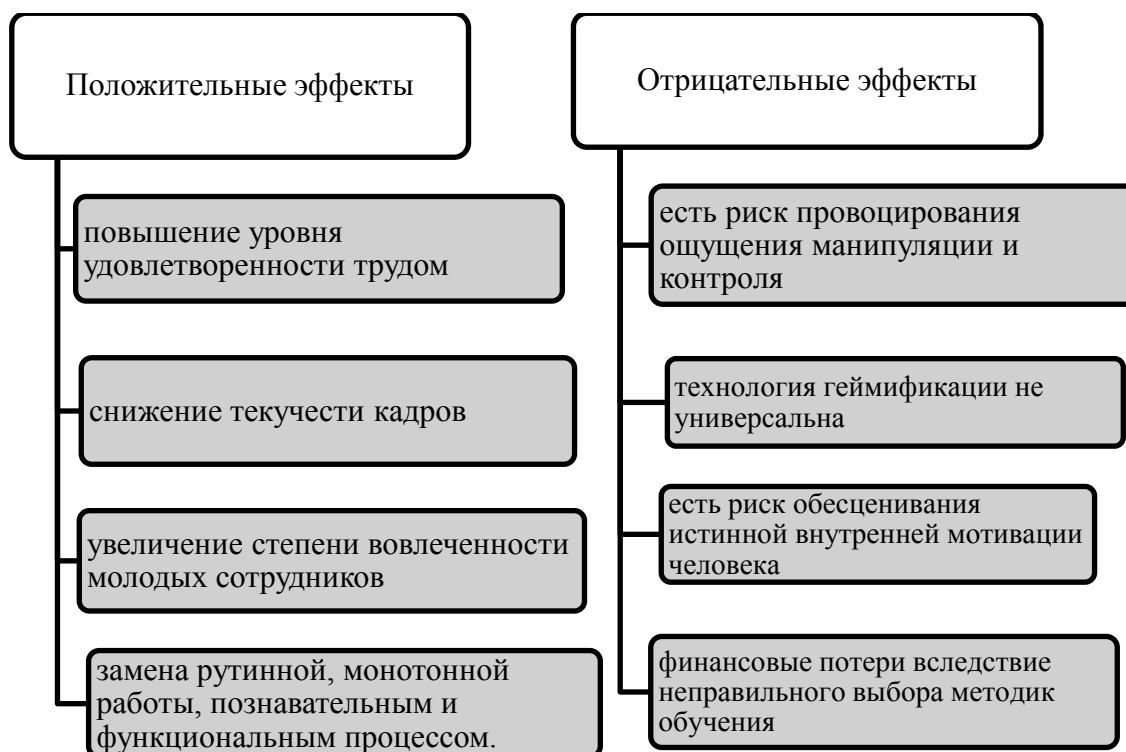 Положительные эффекты
повышение уровня
удовлетворенности трудом
снижение текучести кадров
увеличение степени вовлеченности
молодых сотрудников
замена рутинной, монотонной
работы, познавательным и
функциональным процессом.
Отрицательные эффекты
есть риск провоцирования
ощущения манипуляции и
контроля
технология геймификации не
универсальна
есть риск обесценивания
истинной внутренней мотивации
человека
финансовые потери вследствие
неправильного выбора методик
обучения